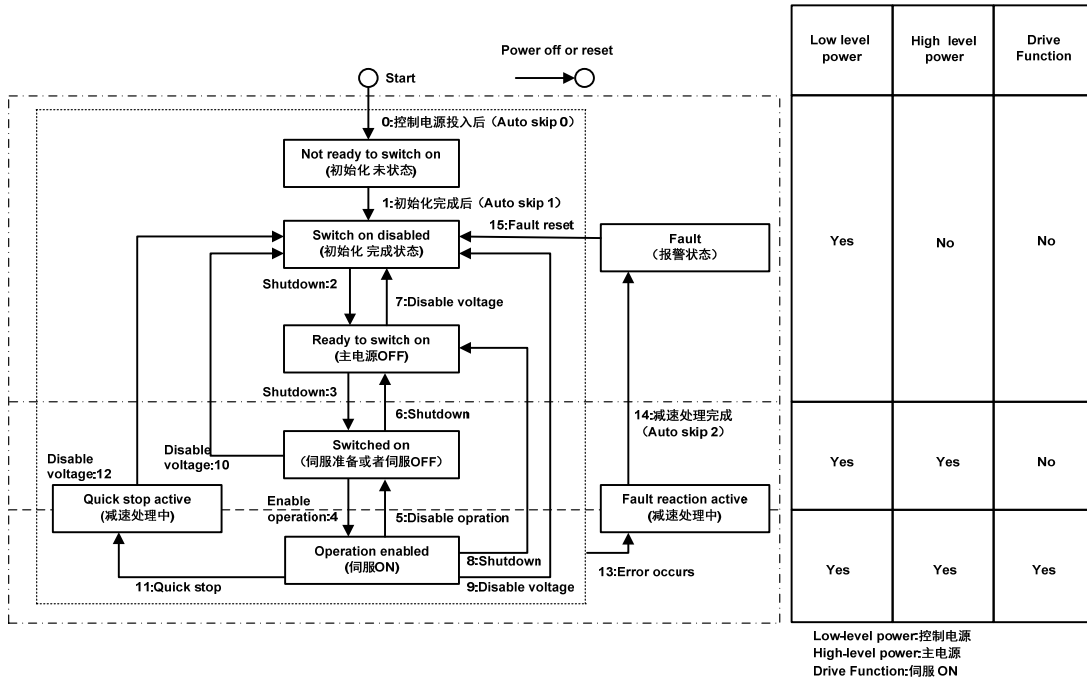 Power off or reset
Start
0:控制电源投入后（Auto skip 0）
Not ready to switch on
(初始化 未状态)
1:初始化完成后（Auto skip 1）
15:Fault reset
Switch on disabled
(初始化 完成状态)
Fault
（报警状态）
Shutdown:2
7:Disable voltage
Ready to switch on
(主电源OFF)
Shutdown:3
6:Shutdown
14:减速处理完成
（Auto skip 2）
Switched on
（伺服准备或者伺服OFF）
Disable
voltage:10
Disable
voltage:12
Quick stop active
(减速处理中)
Enable
operation:4
5:Disable opration
Fault reaction active
(减速处理中)
Operation enabled
(伺服ON)
8:Shutdown
9:Disable voltage
11:Quick stop
13:Error occurs
Low level
power
High level
power
Drive
Function
Yes
No
No
Yes
Yes
No
Yes
Yes
Yes
Low-level power:控制电源
High-level power:主电源
Drive Function:伺服 ON